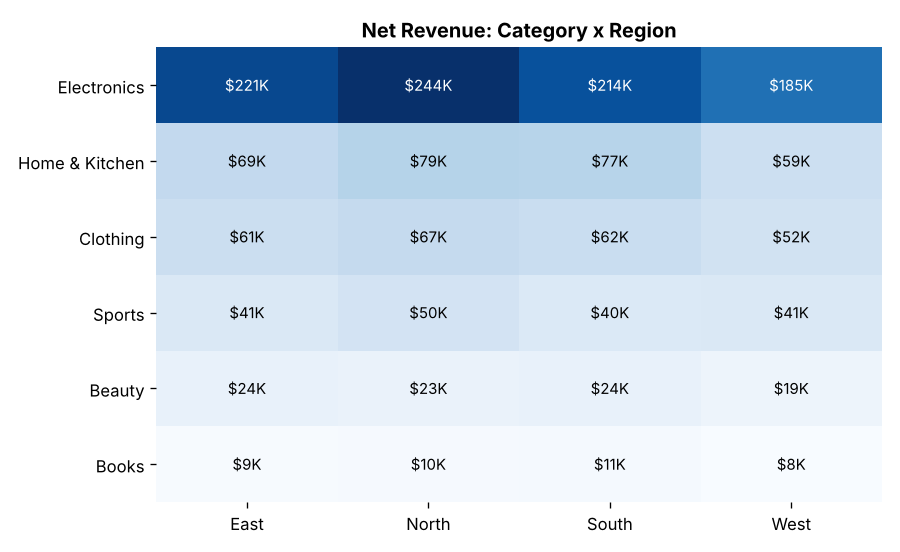 Net Revenue: Category x Region
Electronics $221K $244K $214K $185K
Home & Kitchen $69K $79K $77K $59K
Clothing $61K $67K $62K $52K
Sports $41K $50K $40K $41K
Beauty $24K $23K $24K $19K
Books $9K $10K $11K $8K
East North South West